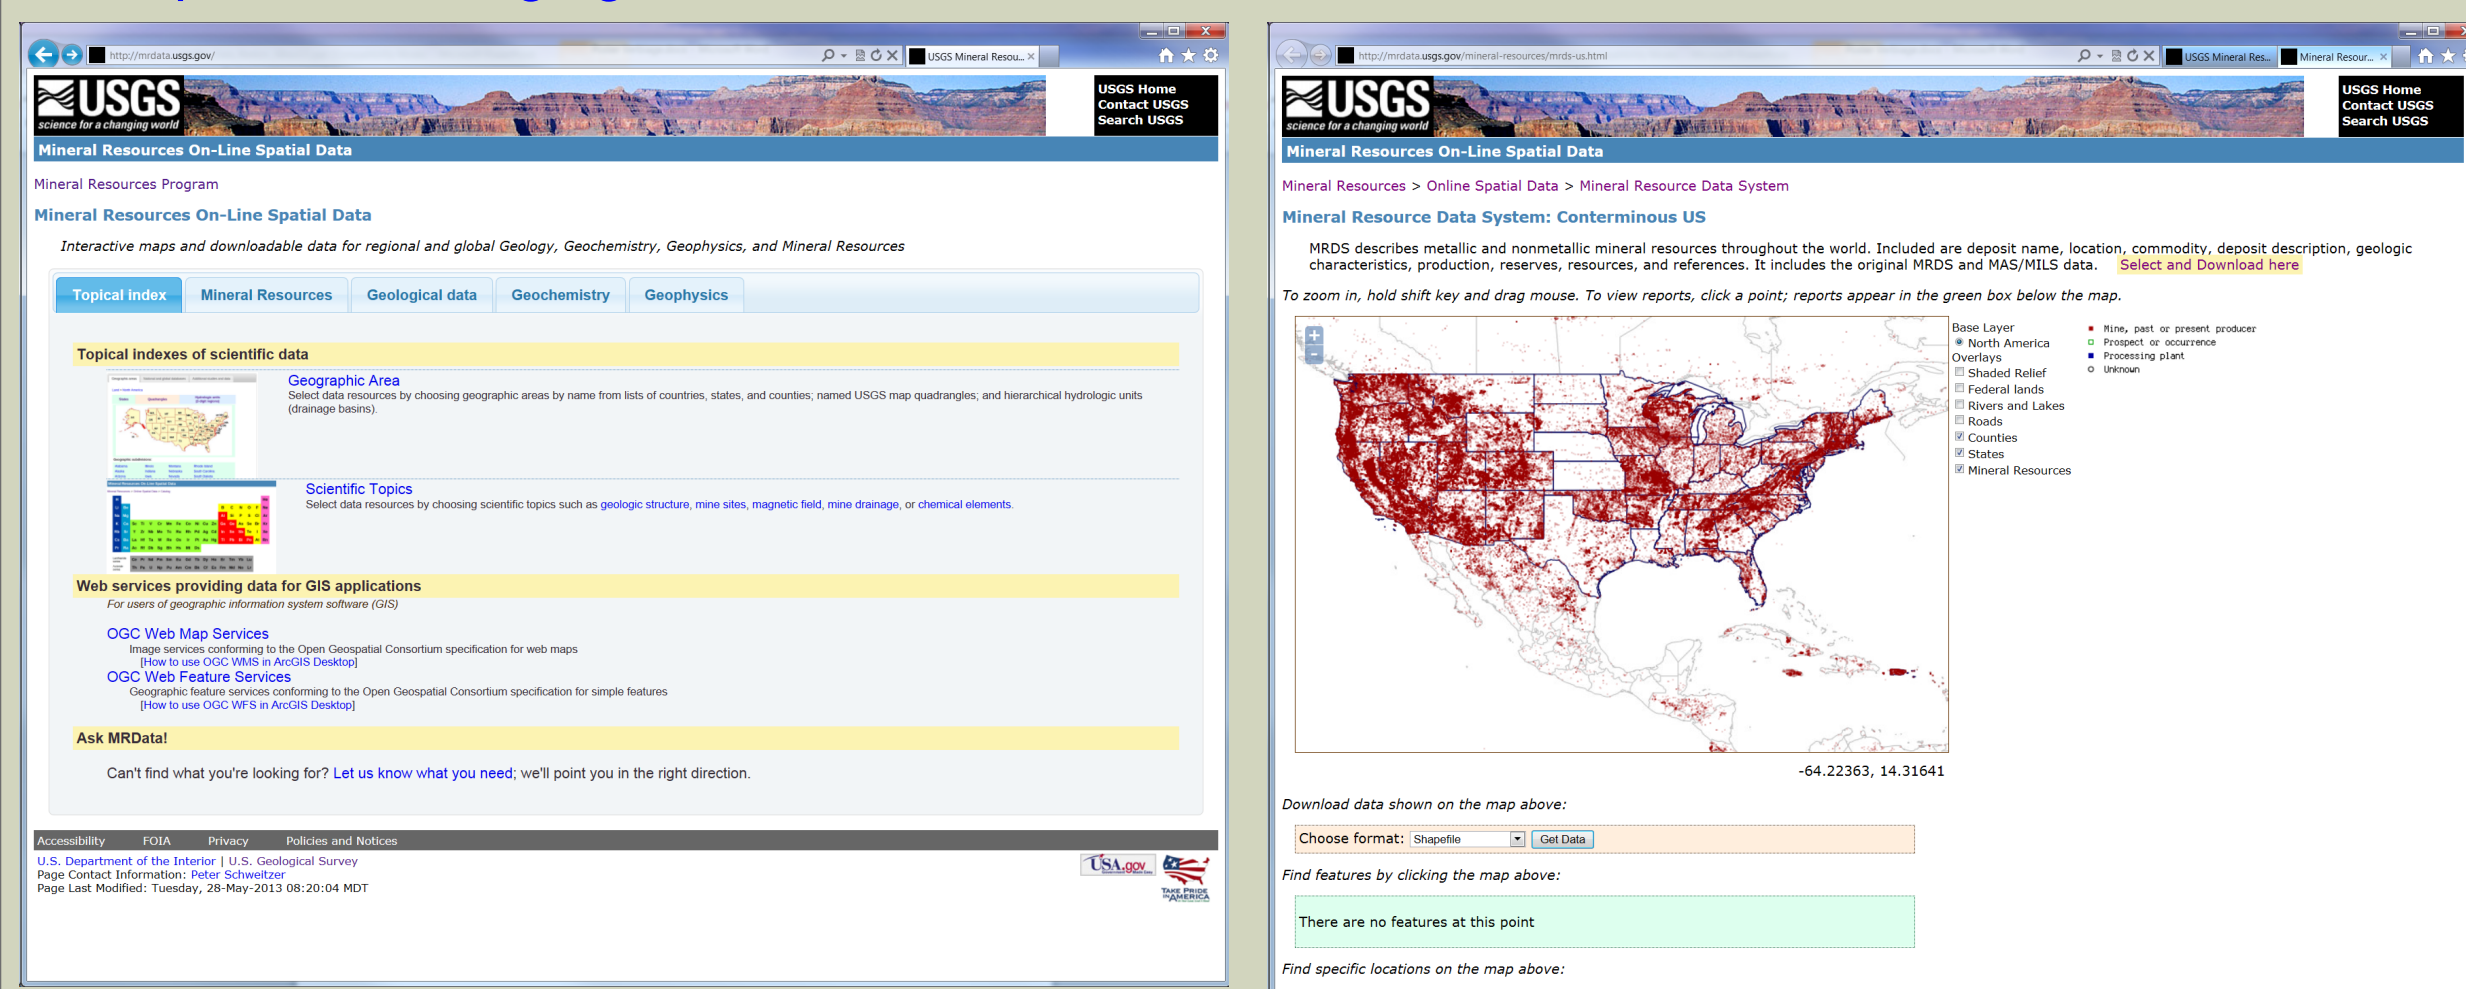 http://mrdata.usgs.gov/
USGS Mineral Resou...
USGS
science for a changing world
USGS Home
Contact USGS
Search USGS
Mineral Resources On-Line Spatial Data
Mineral Resources Program
Mineral Resources On-Line Spatial Data
Interactive maps and downloadable data for regional and global Geology, Geochemistry, Geophysics, and Mineral Resources
Topical index
Mineral Resources
Geological data
Geochemistry
Geophysics
Topical indexes of scientific data
Geographic Area
Select data resources by choosing geographic areas by name from lists of countries, states, and counties; named USGS map quadrangles; and hierarchical hydrologic units
(drainage basins).
Scientific Topics
Select data resources by choosing scientific topics such as geologic structure, mine sites, magnetic field, mine drainage, or chemical elements.
Web services providing data for GIS applications
For users of geographic information system software (GIS)
OGC Web Map Services
Image services conforming to the Open Geospatial Consortium specification for web maps
[How to use OGC WMS in ArcGIS Desktop]
OGC Web Feature Services
Geographic feature services conforming to the Open Geospatial Consortium specification for simple features
[How to use OGC WFS in ArcGIS Desktop]
Ask MRData!
Can't find what you're looking for? Let us know what you need; we'll point you in the right direction.
Accessibility FOIA Privacy Policies and Notices
U.S. Department of the Interior | U.S. Geological Survey
Page Contact Information: Peter Schweitzer
Page Last Modified: Tuesday, 28-May-2013 08:20:04 MDT
USA.gov
TAKE PRIDE
IN AMERICA
http://mrdata.usgs.gov/mineral-resources/mrds-us.html
USGS Mineral Res...
Mineral Resour...
USGS
science for a changing world
USGS Home
Contact USGS
Search USGS
Mineral Resources On-Line Spatial Data
Mineral Resources > Online Spatial Data > Mineral Resource Data System
Mineral Resource Data System: Conterminous US
MRDS describes metallic and nonmetallic mineral resources throughout the world. Included are deposit name, location, commodity, deposit description, geologic
characteristics, production, reserves, resources, and references. It includes the original MRDS and MAS/MILS data. Select and Download here
To zoom in, hold shift key and drag mouse. To view reports, click a point; reports appear in the green box below the map.
Base Layer
North America
Overlays
Shaded Relief
Federal lands
Rivers and Lakes
Roads
Counties
States
Mineral Resources
Mine, past or present producer
Prospect or occurrence
Processing plant
Unknown
-64.22363, 14.31641
Download data shown on the map above:
Choose format: Shapefile Get Data
Find features by clicking the map above:
There are no features at this point
Find specific locations on the map above: